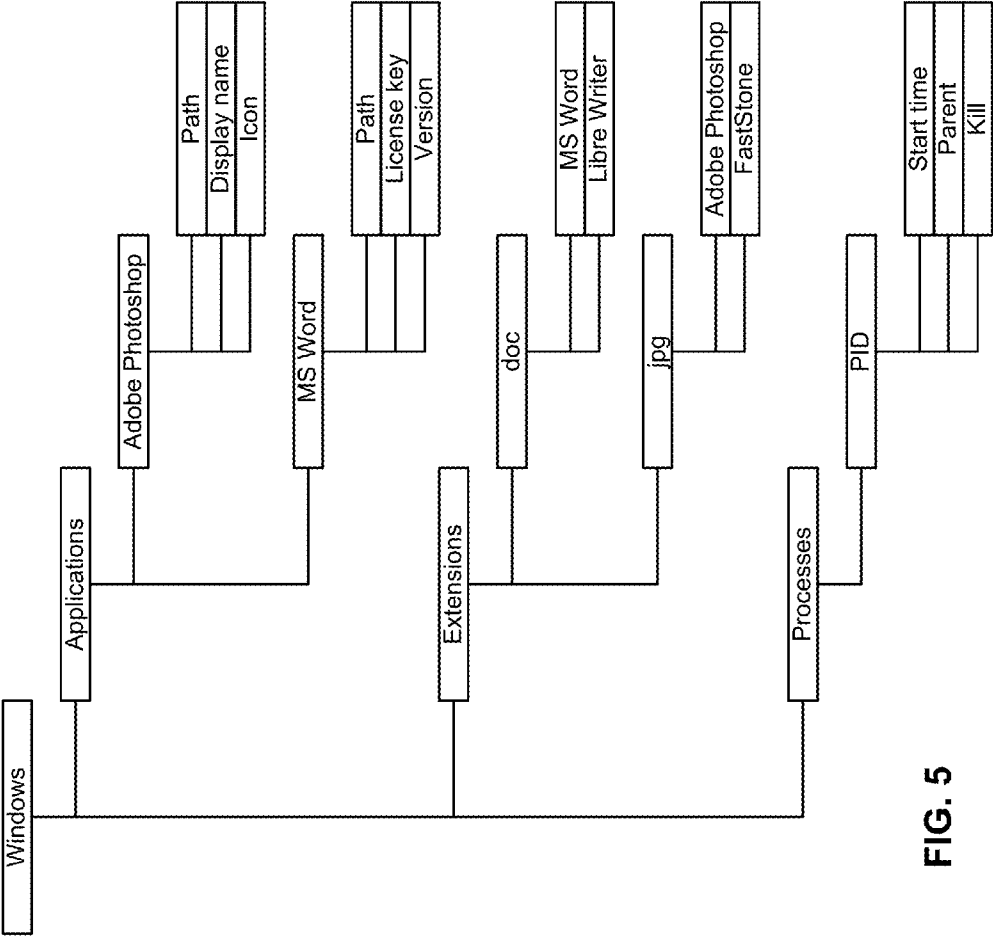 Windows
Applications
Adobe Photoshop
Path
Display name
Icon
MS Word
Path
License key
Version
Extensions
doc
MS Word
Libre Writer
jpg
Adobe Photoshop
FastStone
Processes
PID
Start time
Parent
Kill
FIG. 5